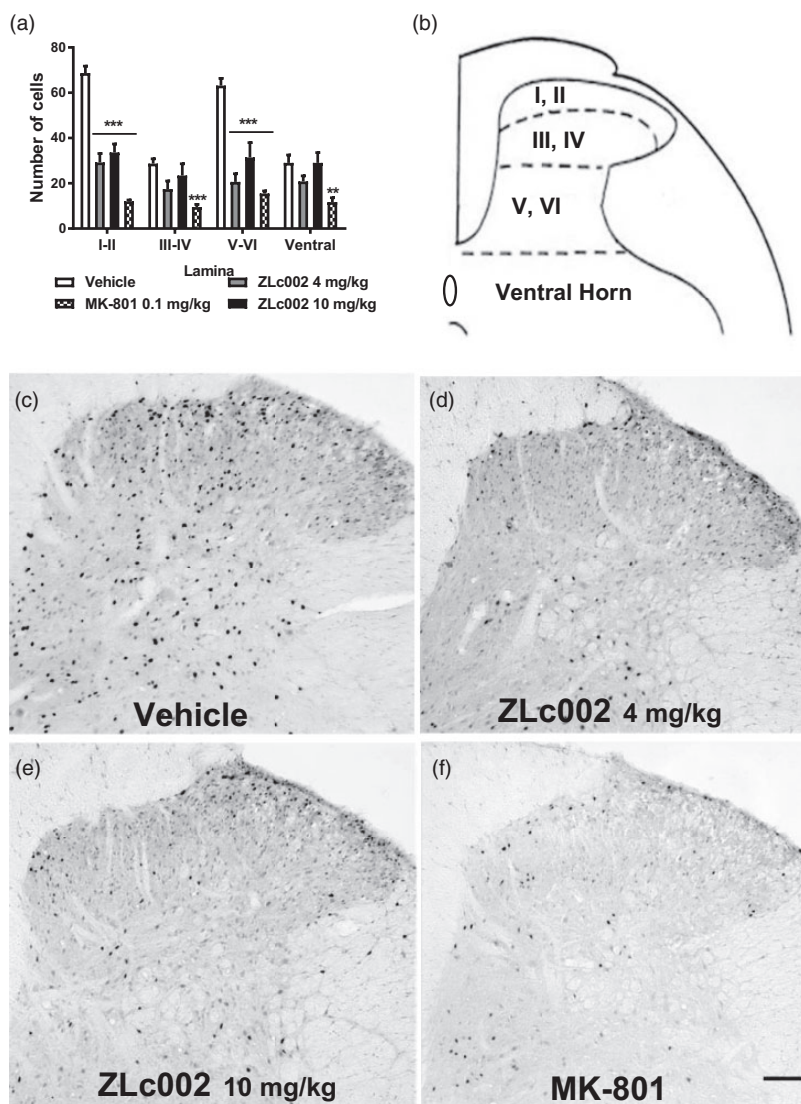 (a)
Number of cells
80
60
40
20
0
***
***
***
**
I-II
III-IV
V-VI
Ventral
Lamina
Vehicle
ZLc002 4 mg/kg
MK-801 0.1 mg/kg
ZLc002 10 mg/kg
(b)
I, II
III, IV
V, VI
Ventral Horn
(c)
Vehicle
(d)
ZLc002 4 mg/kg
(e)
ZLc002 10 mg/kg
(f)
MK-801